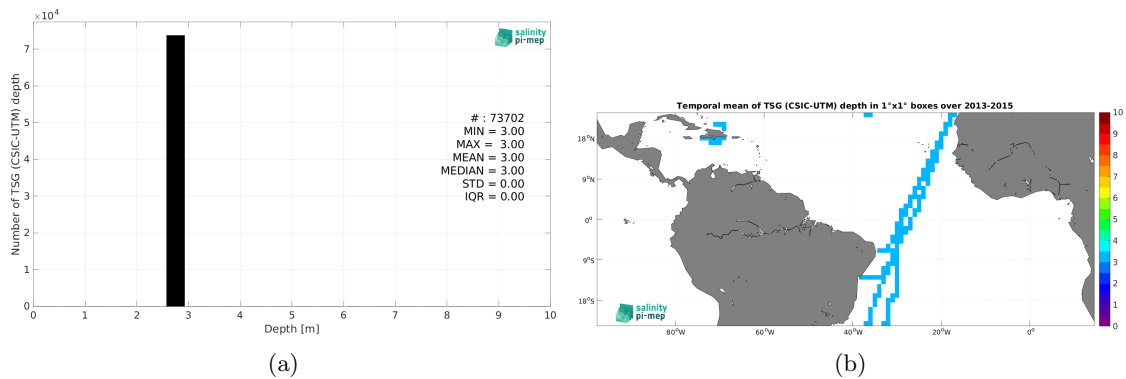 ×10⁴
7
6
5
4
3
2
1
0
Number of TSG (CSIC-UTM) depth
salinity
pi-mep
# : 73702
MIN = 3.00
MAX = 3.00
MEAN = 3.00
MEDIAN = 3.00
STD = 0.00
IQR = 0.00
0 1 2 3 4 5 6 7 8 9 10
Depth [m]
(a)
Temporal mean of TSG (CSIC-UTM) depth in 1°x1° boxes over 2013-2015
18°N
9°N
0°
9°S
18°S
salinity
pi-mep
80°W 60°W 40°W 20°W 0°
10
9
8
7
6
5
4
3
2
1
0
(b)